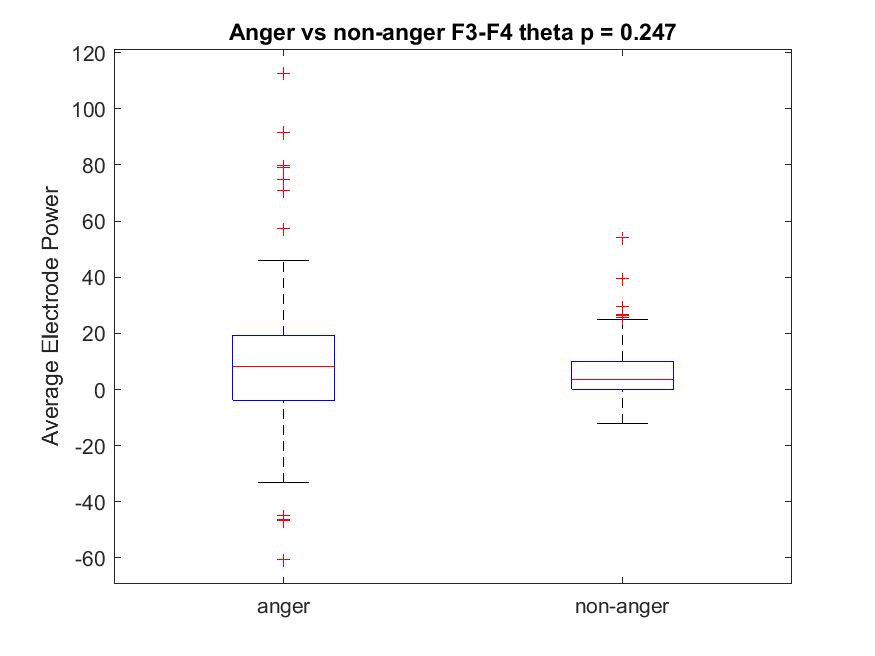 Anger vs non-anger F3-F4 theta p = 0.247
120
100
80
60
40
20
0
-20
-40
-60
Average Electrode Power
anger
non-anger